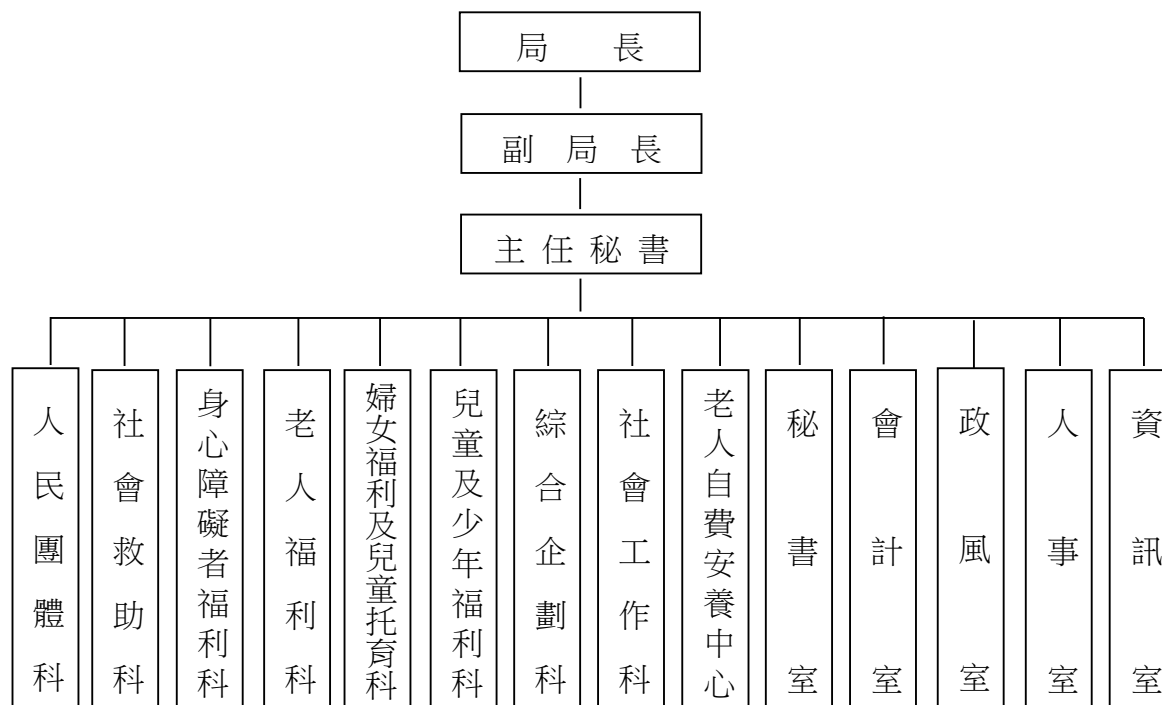 局長
副局長
主任秘書
人民團體科
社會救助科
身心障礙者福利科
老人福利科
婦女福利及兒童托育科
兒童及少年福利科
綜合企劃科
社會工作科
老人自費安養中心
秘書室
會計室
政風室
人事室
資訊室